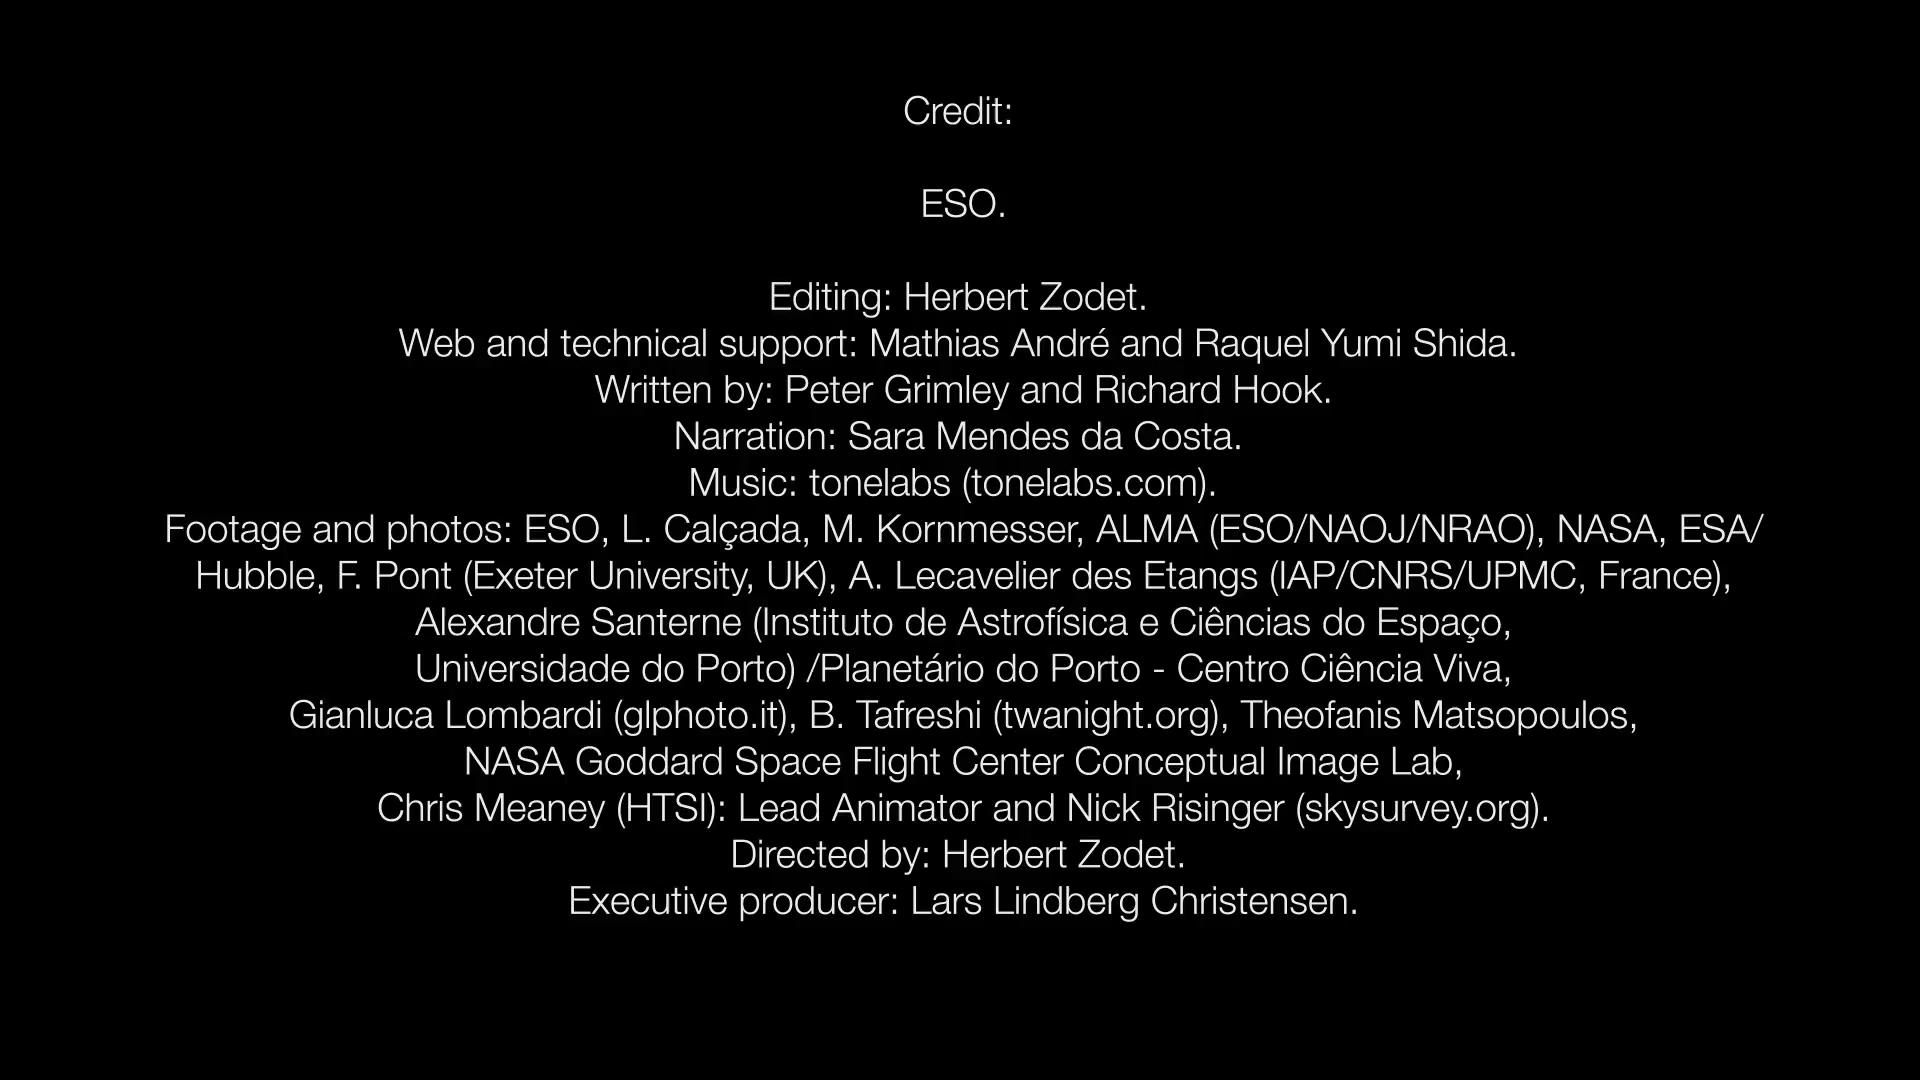 Credit:
ESO.
Editing: Herbert Zodet.
Web and technical support: Mathias André and Raquel Yumi Shida.
Written by: Peter Grimley and Richard Hook.
Narration: Sara Mendes da Costa.
Music: tonelabs (tonelabs.com).
Footage and photos: ESO, L. Calçada, M. Kornmesser, ALMA (ESO/NAOJ/NRAO), NASA, ESA/
Hubble, F. Pont (Exeter University, UK), A. Lecavelier des Etangs (IAP/CNRS/UPMC, France),
Alexandre Santerne (Instituto de Astrofísica e Ciências do Espaço,
Universidade do Porto) /Planetário do Porto - Centro Ciência Viva,
Gianluca Lombardi (glphoto.it), B. Tafreshi (twanight.org), Theofanis Matsopoulos,
NASA Goddard Space Flight Center Conceptual Image Lab,
Chris Meaney (HTSI): Lead Animator and Nick Risinger (skysurvey.org).
Directed by: Herbert Zodet.
Executive producer: Lars Lindberg Christensen.